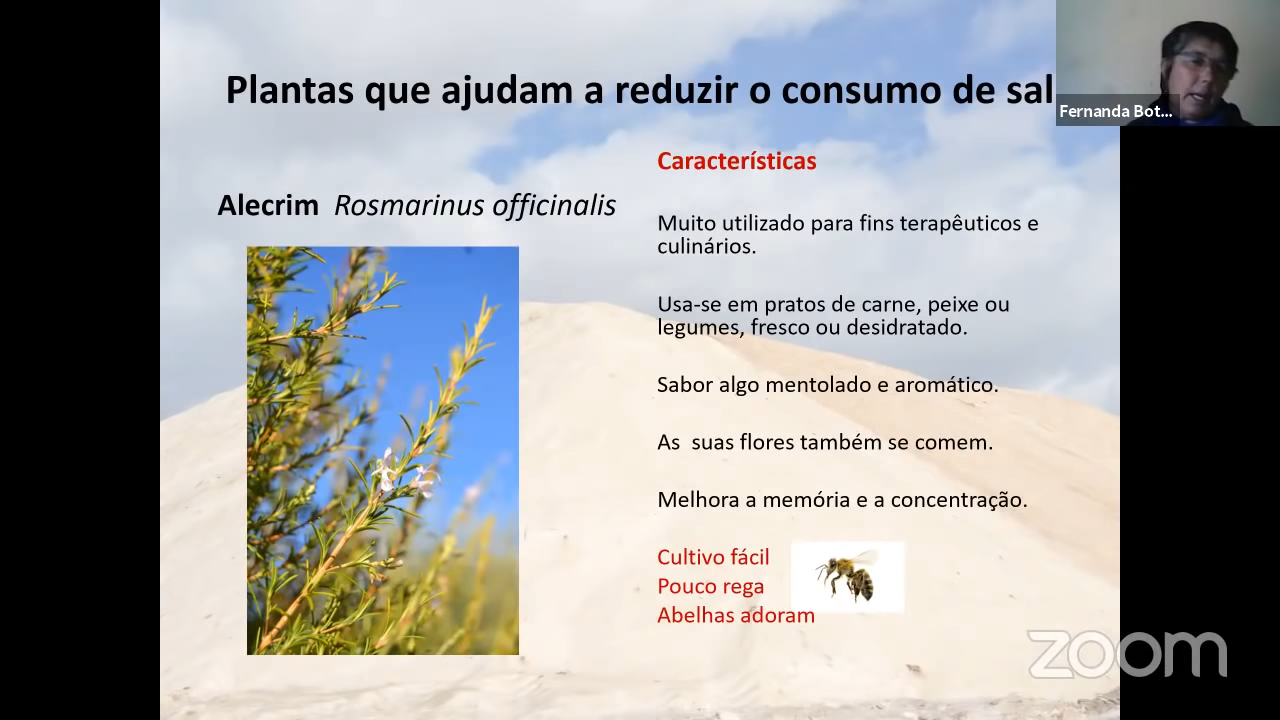 Plantas que ajudam a reduzir o consumo de sal
Fernanda Bot...
Características
Alecrim Rosmarinus officinalis
Muito utilizado para fins terapêuticos e
culinários.
Usa-se em pratos de carne, peixe ou
legumes, fresco ou desidratado.
Sabor algo mentolado e aromático.
As suas flores também se comem.
Melhora a memória e a concentração.
Cultivo fácil
Pouco rega
Abelhas adoram
zoom